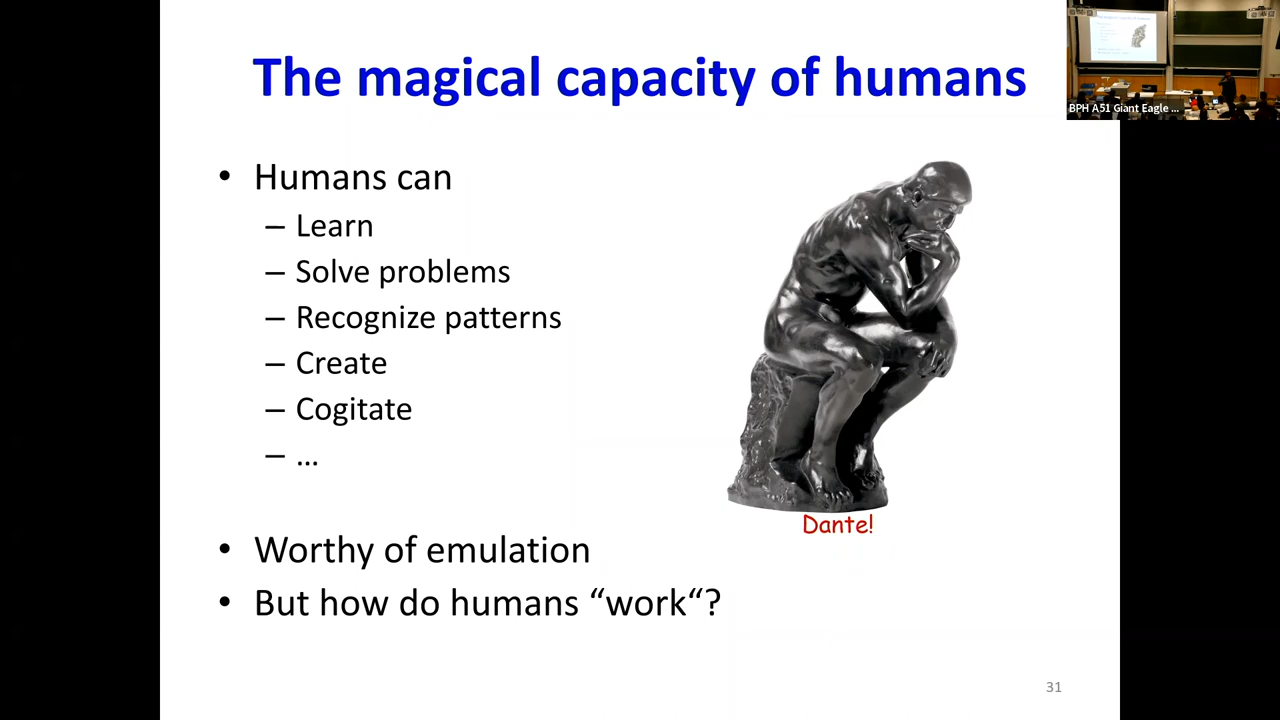 The magical capacity of humans
BPH A51 Giant Eagle ...
• Humans can
– Learn
– Solve problems
– Recognize patterns
– Create
– Cogitate
– …
Dante!
• Worthy of emulation
• But how do humans “work“?
31